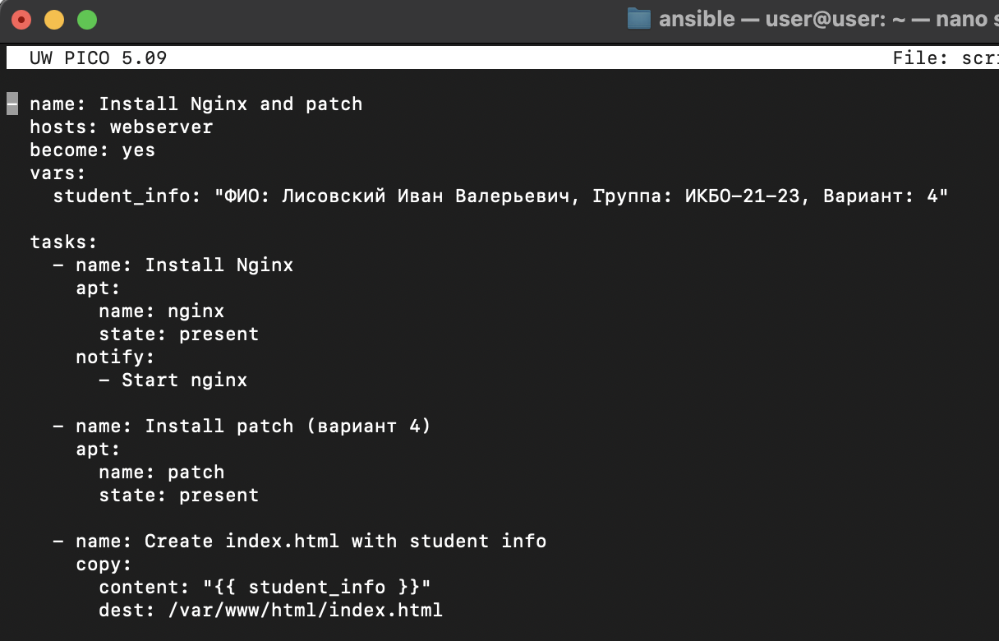 ansible — user@user: ~ — nano s
UW PICO 5.09 File: scri
- name: Install Nginx and patch
hosts: webserver
become: yes
vars:
student_info: "ФИО: Лисовский Иван Валерьевич, Группа: ИКБО-21-23, Вариант: 4"
tasks:
- name: Install Nginx
apt:
name: nginx
state: present
notify:
- Start nginx
- name: Install patch (вариант 4)
apt:
name: patch
state: present
- name: Create index.html with student info
copy:
content: "{{ student_info }}"
dest: /var/www/html/index.html